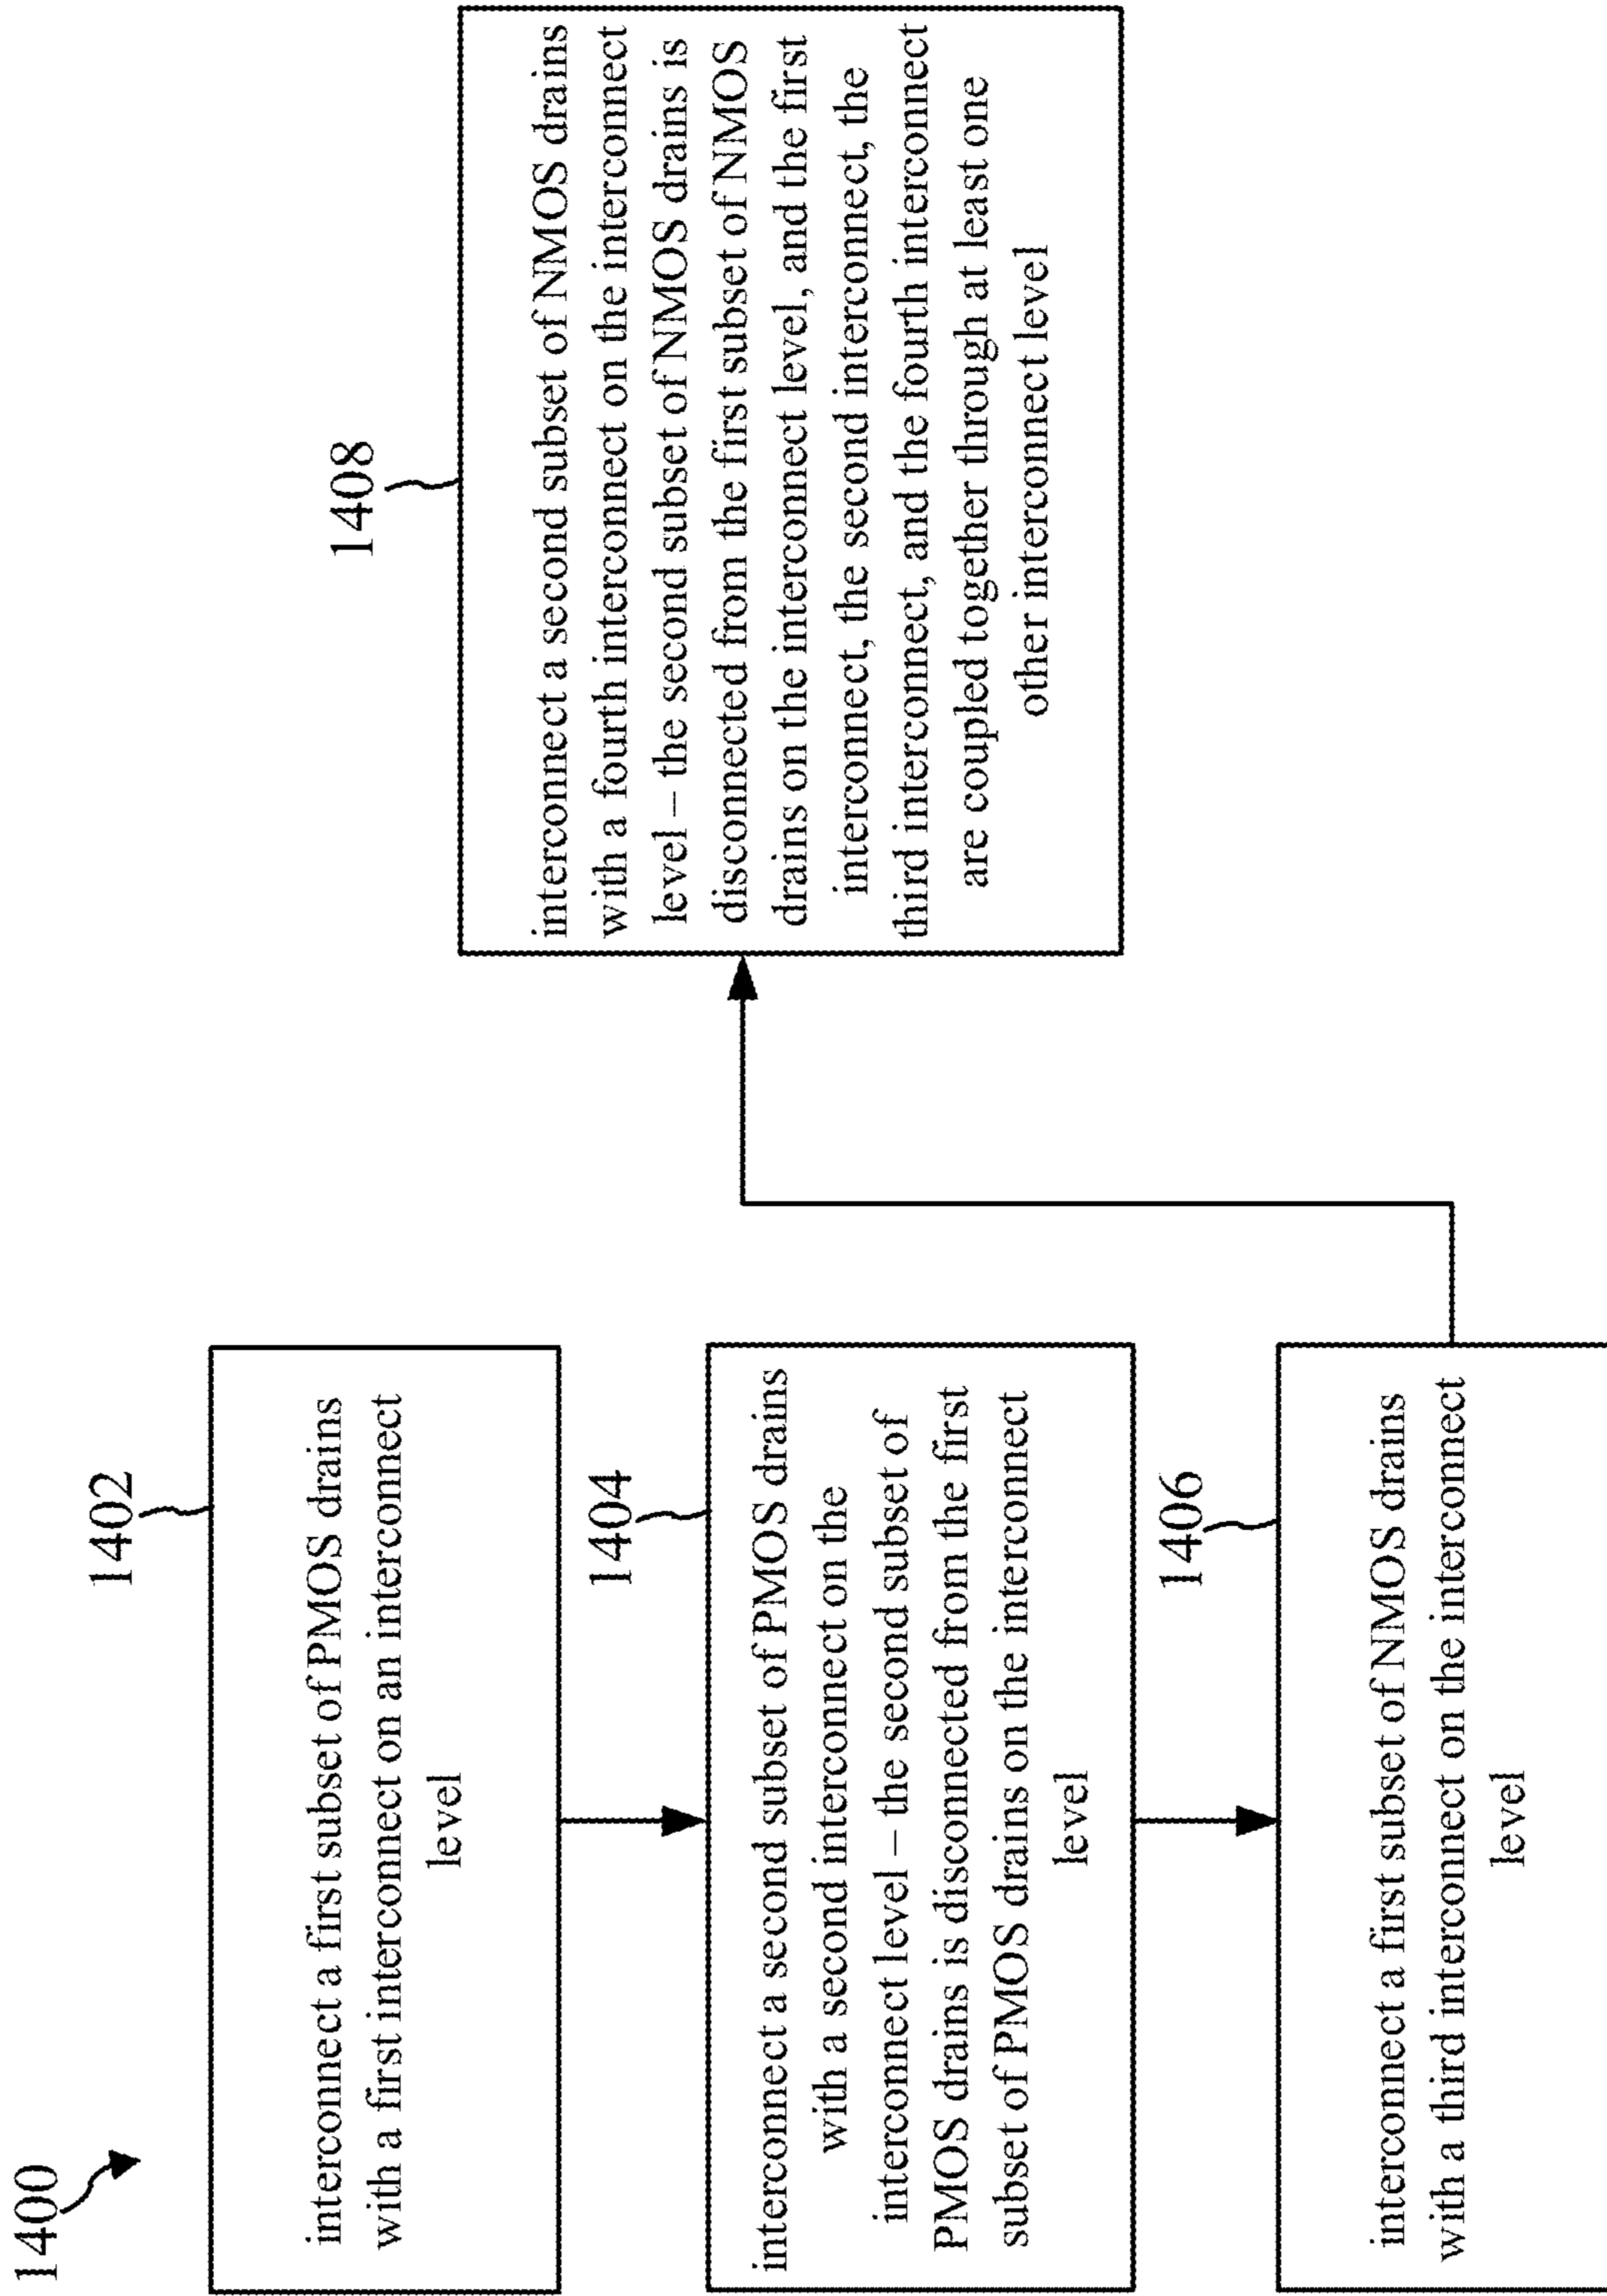 1400
1402
interconnect a first subset of PMOS drains
with a first interconnect on an interconnect
level
1404
interconnect a second subset of PMOS drains
with a second interconnect on the
interconnect level – the second subset of
PMOS drains is disconnected from the first
subset of PMOS drains on the interconnect
level
1406
interconnect a first subset of NMOS drains
with a third interconnect on the interconnect
level
1408
interconnect a second subset of NMOS drains
with a fourth interconnect on the interconnect
level – the second subset of NMOS drains is
disconnected from the first subset of NMOS
drains on the interconnect level, and the first
interconnect, the second interconnect, the
third interconnect, and the fourth interconnect
are coupled together through at least one
other interconnect level